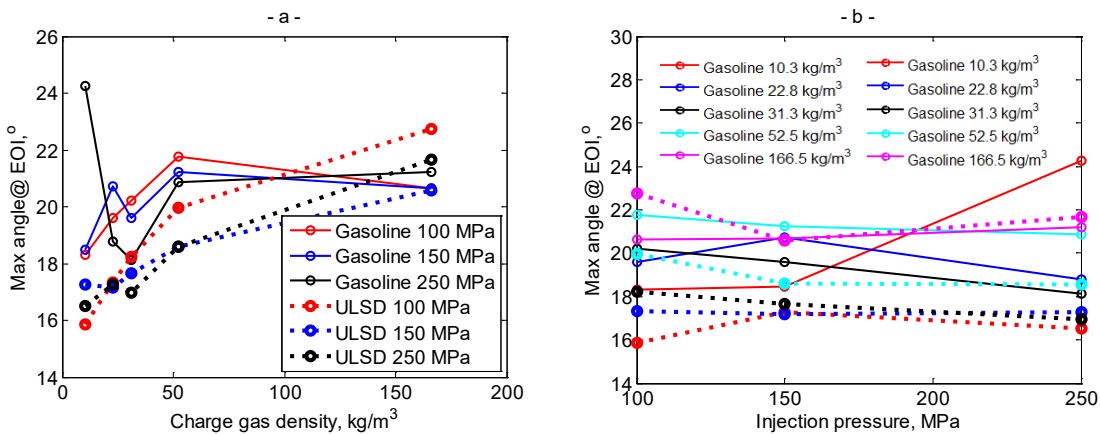 - a -
26
24
22
20
18
16
14
0
50
100
150
200
Max angle@ EOI, º
Charge gas density, kg/m³
Gasoline 100 MPa
Gasoline 150 MPa
Gasoline 250 MPa
ULSD 100 MPa
ULSD 150 MPa
ULSD 250 MPa
- b -
30
28
26
24
22
20
18
16
14
100
150
200
250
Max angle @ EOI, º
Injection pressure, MPa
Gasoline 10.3 kg/m³
Gasoline 22.8 kg/m³
Gasoline 31.3 kg/m³
Gasoline 52.5 kg/m³
Gasoline 166.5 kg/m³
Gasoline 10.3 kg/m³
Gasoline 22.8 kg/m³
Gasoline 31.3 kg/m³
Gasoline 52.5 kg/m³
Gasoline 166.5 kg/m³